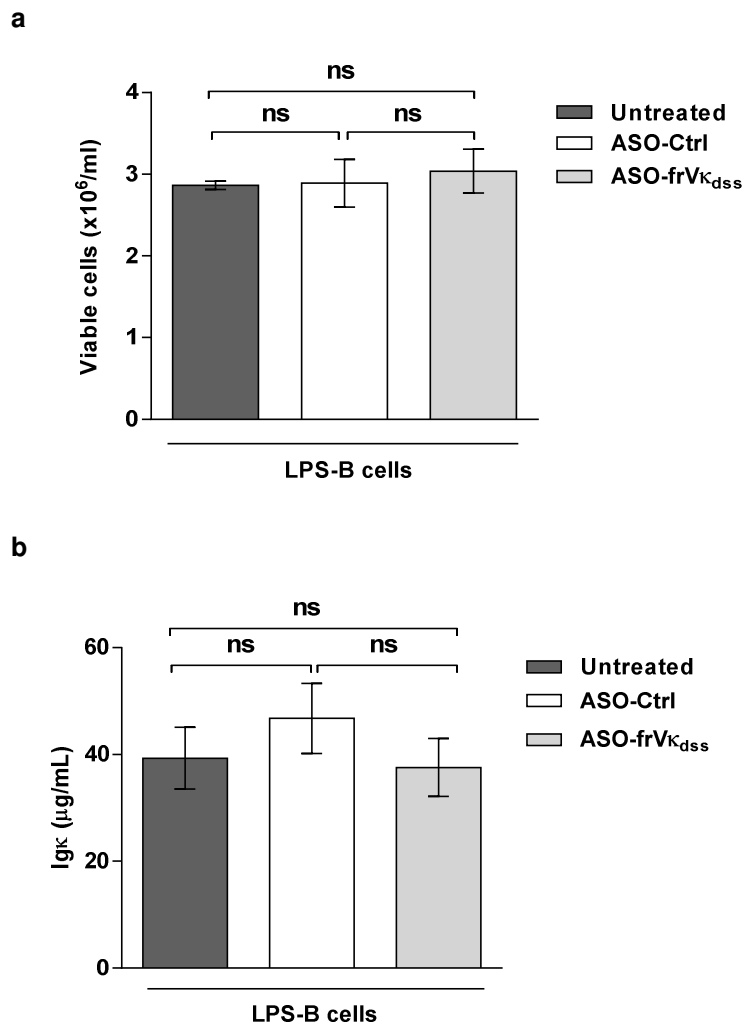 a
ns
ns
ns
4
3
2
1
0
Viable cells (x10⁶/ml)
Untreated
ASO-Ctrl
ASO-frVκdss
LPS-B cells
b
ns
ns
ns
60
40
20
0
Igκ (µg/mL)
Untreated
ASO-Ctrl
ASO-frVκdss
LPS-B cells